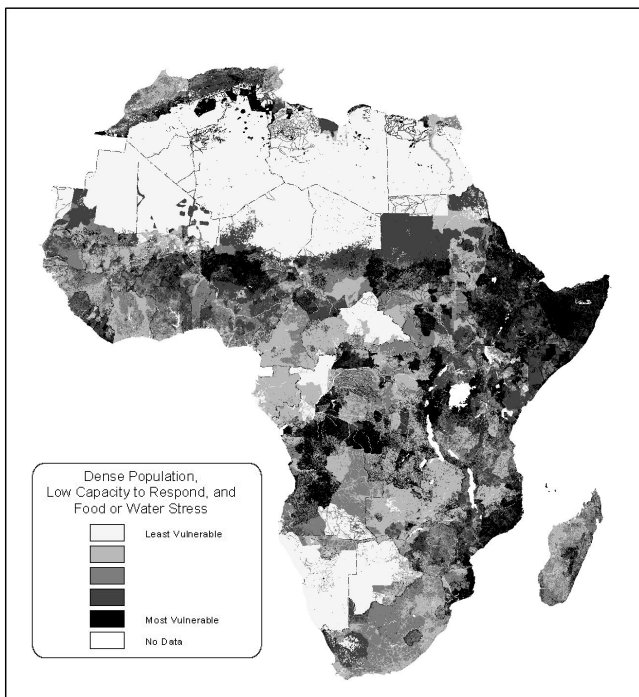 Dense Population,
Low Capacity to Respond, and
Food or Water Stress
Least Vulnerable
Most Vulnerable
No Data